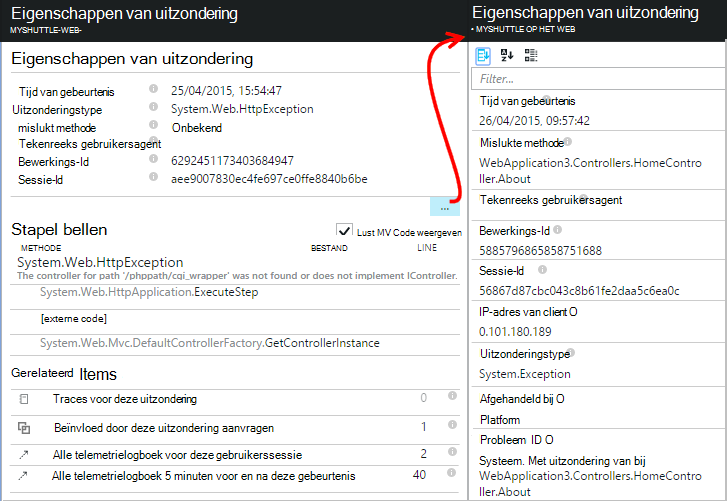 Eigenschappen van uitzondering
MYSHUTTLE-WEB-
Eigenschappen van uitzondering
Tijd van gebeurtenis 25/04/2015, 15:54:47
Uitzonderingstype System.Web.HttpException
mislukt methode Onbekend
Tekenreeks gebruikersagent
Bewerkings-Id 6292451173403684947
Sessie-Id aee9007830ec4fe697ce0ffe8840b6be
...
Stapel bellen
Lust MV Code weergeven
METHODE BESTAND LINE
System.Web.HttpException
The controller for path '/phppath/cgi_wrapper' was not found or does not implement IController.
System.Web.HttpApplication.ExecuteStep
[externe code]
System.Web.Mvc.DefaultControllerFactory.GetControllerInstance
Gerelateerd Items
Traces voor deze uitzondering 0
Beïnvloed door deze uitzondering aanvragen 1
Alle telemetrielogboek voor deze gebruikerssessie 2
Alle telemetrielogboek 5 minuten voor en na deze gebeurtenis 40
Eigenschappen van uitzondering
• MYSHUTTLE OP HET WEB
Filter...
Tijd van gebeurtenis
26/04/2015, 09:57:42
Mislukte methode
WebApplication3.Controllers.HomeContro
ller.About
Tekenreeks gebruikersagent
Bewerkings-Id
5885796865858751688
Sessie-Id
56867d87cbc043c8b61fe2daa5c6ea0c
IP-adres van client O
0.101.180.189
Uitzonderingstype
System.Exception
Afgehandeld bij O
Platform
Probleem ID O
Systeem. Met uitzondering van bij
WebApplication3.Controllers.HomeContro
ller.About